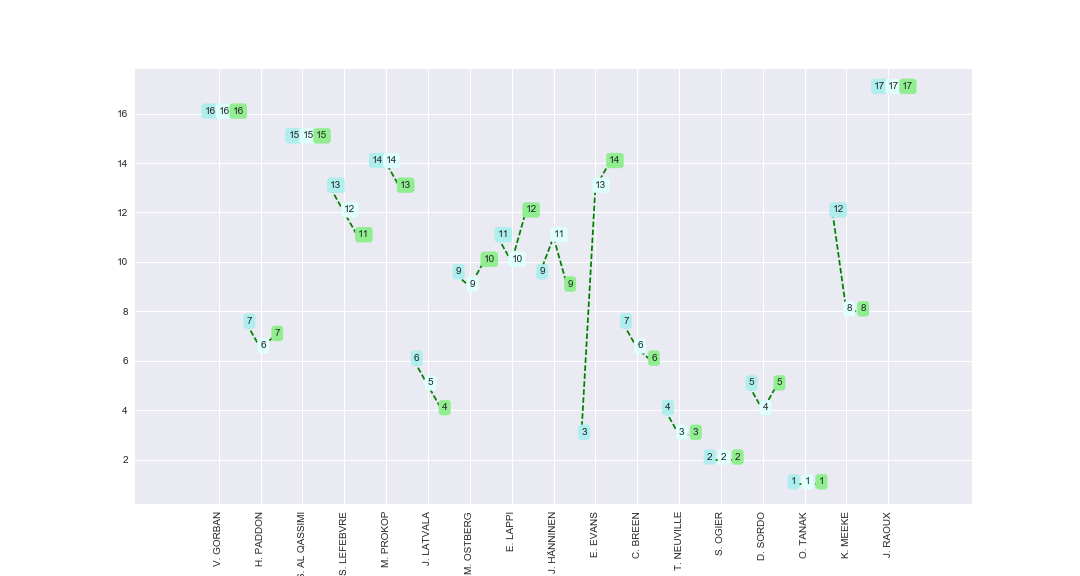 17 17 17
16
16 16 16
15 15 15
14
14 14 13
13 14
13 12 11
12
11 10 12
9 11 9
12
10
9 9 10
8
8 8
7 6 7
7 6 6
6
6 5 4
5 4 5
4
4 3 3
3
2
2 2 2
1 1 1
V. GORBAN
H. PADDON
S. AL QASSIMI
S. LEFEBVRE
M. PROKOP
J. LATVALA
M. OSTBERG
E. LAPPI
J. HANNINEN
E. EVANS
C. BREEN
T. NEUVILLE
S. OGIER
D. SORDO
O. TANAK
K. MEEKE
J. RAOUX